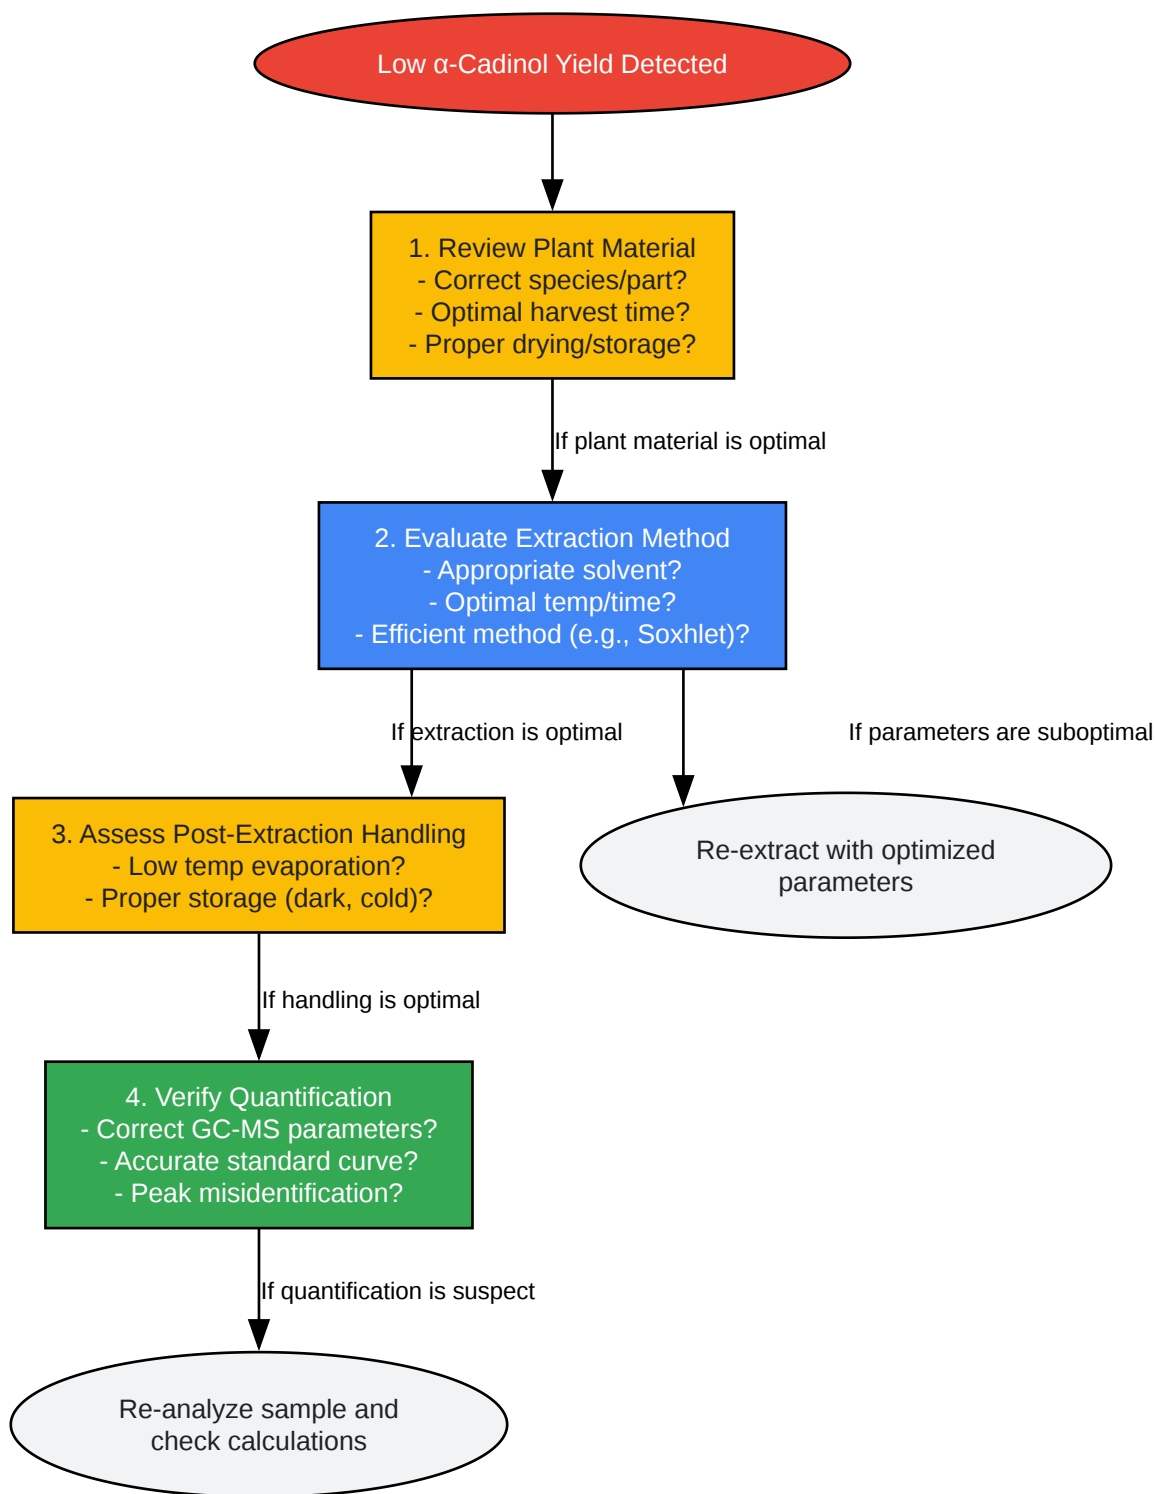 Low α-Cadinol Yield Detected
1. Review Plant Material
- Correct species/part?
- Optimal harvest time?
- Proper drying/storage?
If plant material is optimal
2. Evaluate Extraction Method
- Appropriate solvent?
- Optimal temp/time?
- Efficient method (e.g., Soxhlet)?
If extraction is optimal
If parameters are suboptimal
3. Assess Post-Extraction Handling
- Low temp evaporation?
- Proper storage (dark, cold)?
Re-extract with optimized
parameters
If handling is optimal
4. Verify Quantification
- Correct GC-MS parameters?
- Accurate standard curve?
- Peak misidentification?
If quantification is suspect
Re-analyze sample and
check calculations